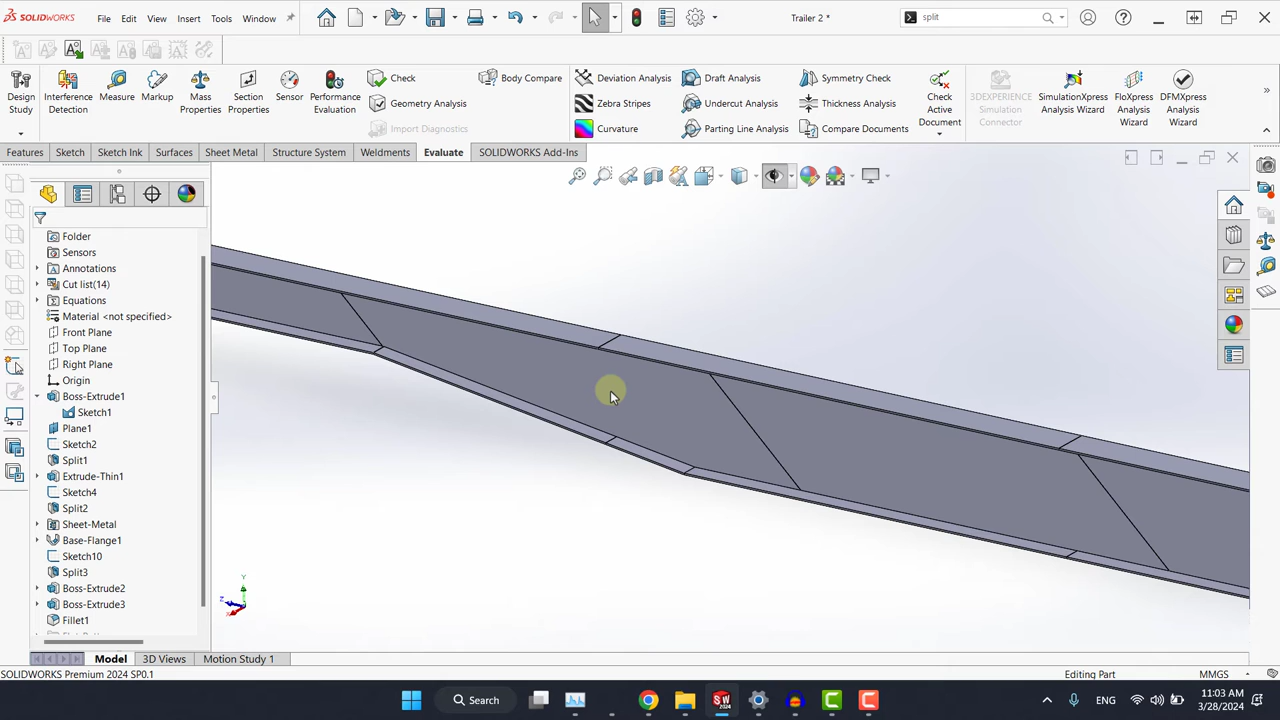 SOLIDWORKS
File
Edit
View
Insert
Tools
Window
Trailer 2 *
split
Design Study
Interference Detection
Measure
Markup
Mass Properties
Section Properties
Sensor
Performance Evaluation
Check
Geometry Analysis
Import Diagnostics
Body Compare
Deviation Analysis
Zebra Stripes
Curvature
Draft Analysis
Undercut Analysis
Parting Line Analysis
Symmetry Check
Thickness Analysis
Compare Documents
Check Active Document
3DEXPERIENCE Simulation Connector
SimulationXpress Analysis Wizard
FloXpress Analysis Wizard
DFMXpress Analysis Wizard
Features
Sketch
Sketch Ink
Surfaces
Sheet Metal
Structure System
Weldments
Evaluate
SOLIDWORKS Add-Ins
Folder
Sensors
Annotations
Cut list(14)
Equations
Material <not specified>
Front Plane
Top Plane
Right Plane
Origin
Boss-Extrude1
Sketch1
Plane1
Sketch2
Split1
Extrude-Thin1
Sketch4
Split2
Sheet-Metal
Base-Flange1
Sketch10
Split3
Boss-Extrude2
Boss-Extrude3
Fillet1
Y
Z
X
Model
3D Views
Motion Study 1
SOLIDWORKS Premium 2024 SP0.1
Editing Part
MMGS
Search
ENG
11:03 AM
3/28/2024